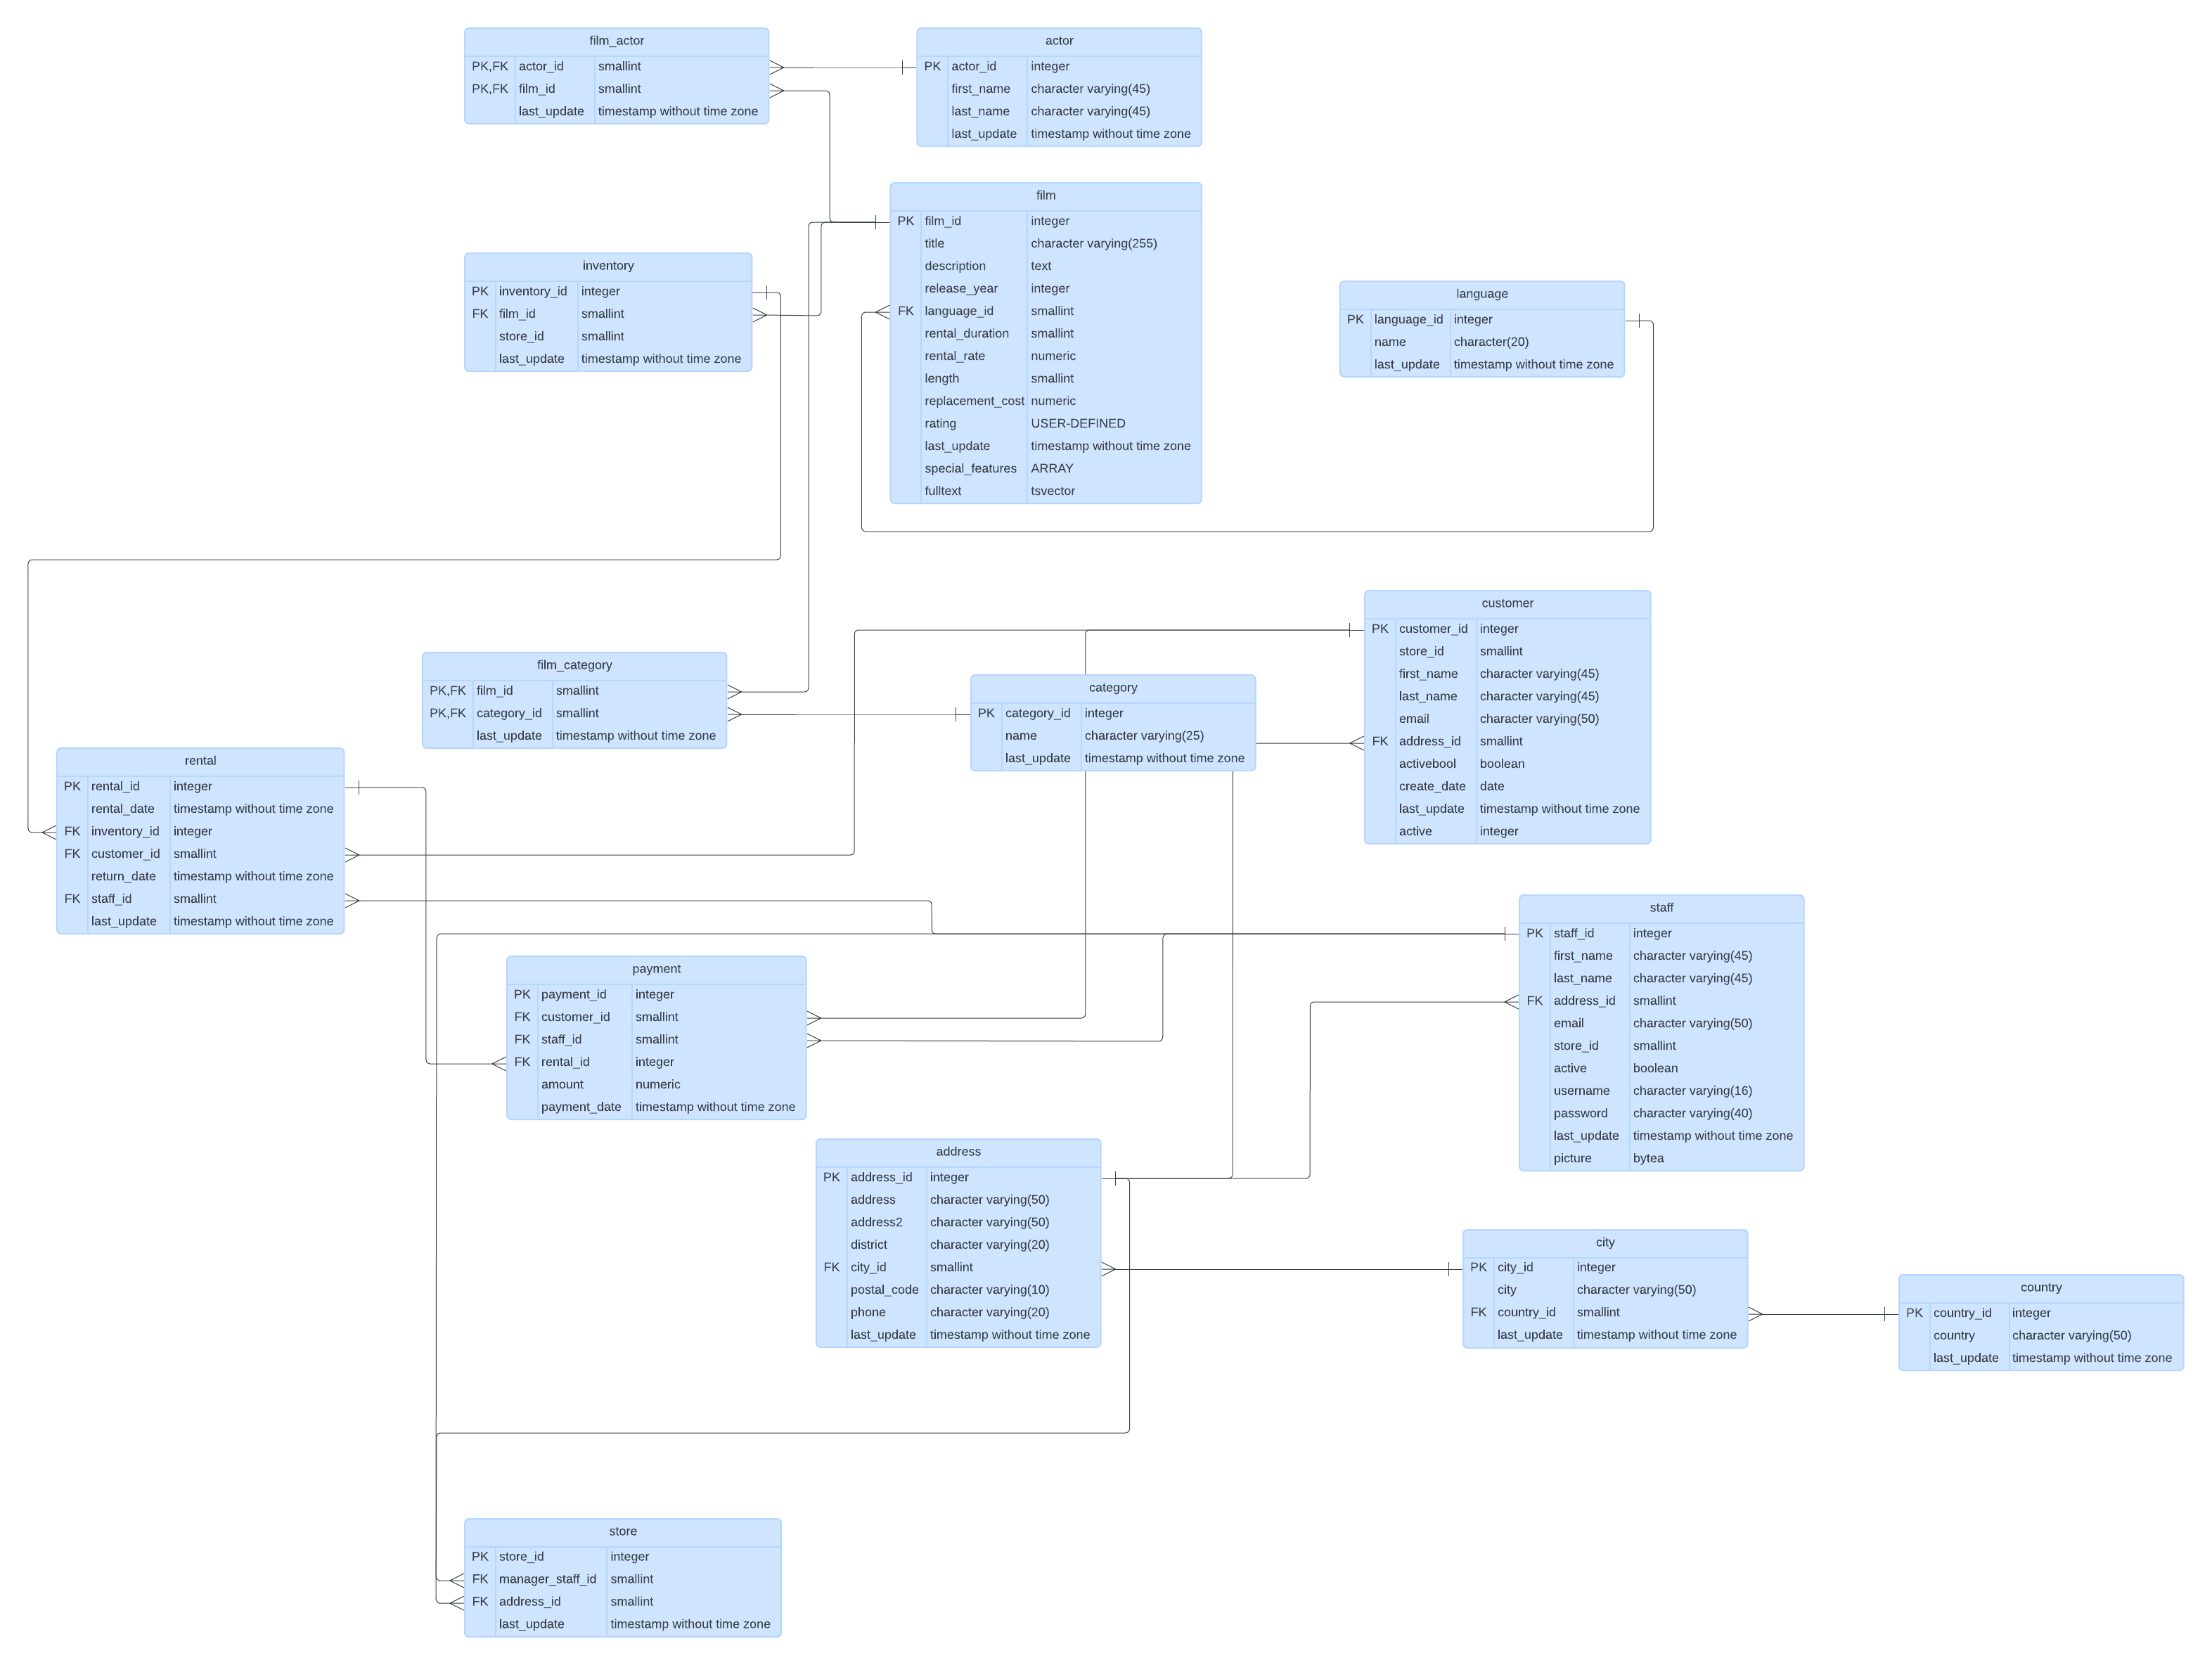 film_actor
PK,FK actor_id smallint
PK,FK film_id smallint
last_update timestamp without time zone
actor
PK actor_id integer
first_name character varying(45)
last_name character varying(45)
last_update timestamp without time zone
film
PK film_id integer
title character varying(255)
description text
release_year integer
FK language_id smallint
rental_duration smallint
rental_rate numeric
length smallint
replacement_cost numeric
rating USER-DEFINED
last_update timestamp without time zone
special_features ARRAY
fulltext tsvector
inventory
PK inventory_id integer
FK film_id smallint
store_id smallint
last_update timestamp without time zone
language
PK language_id integer
name character(20)
last_update timestamp without time zone
customer
PK customer_id integer
store_id smallint
first_name character varying(45)
last_name character varying(45)
email character varying(50)
FK address_id smallint
activebool boolean
create_date date
last_update timestamp without time zone
active integer
film_category
PK,FK film_id smallint
PK,FK category_id smallint
last_update timestamp without time zone
category
PK category_id integer
name character varying(25)
last_update timestamp without time zone
rental
PK rental_id integer
rental_date timestamp without time zone
FK inventory_id integer
FK customer_id smallint
return_date timestamp without time zone
FK staff_id smallint
last_update timestamp without time zone
staff
PK staff_id integer
first_name character varying(45)
last_name character varying(45)
FK address_id smallint
email character varying(50)
store_id smallint
active boolean
username character varying(16)
password character varying(40)
last_update timestamp without time zone
picture bytea
payment
PK payment_id integer
FK customer_id smallint
FK staff_id smallint
FK rental_id integer
amount numeric
payment_date timestamp without time zone
address
PK address_id integer
address character varying(50)
address2 character varying(50)
district character varying(20)
FK city_id smallint
postal_code character varying(10)
phone character varying(20)
last_update timestamp without time zone
city
PK city_id integer
city character varying(50)
FK country_id smallint
last_update timestamp without time zone
country
PK country_id integer
country character varying(50)
last_update timestamp without time zone
store
PK store_id integer
FK manager_staff_id smallint
FK address_id smallint
last_update timestamp without time zone